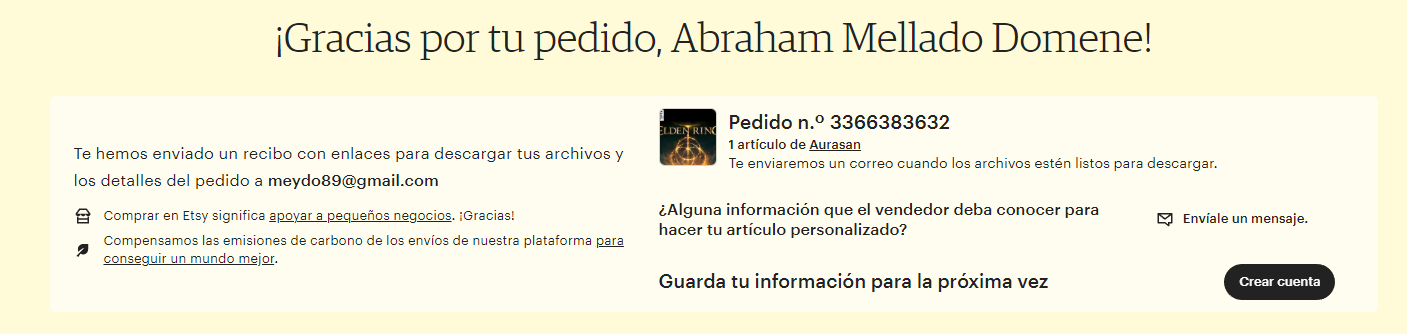 ¡Gracias por tu pedido, Abraham Mellado Domene!
Te hemos enviado un recibo con enlaces para descargar tus archivos y
los detalles del pedido a meydo89@gmail.com
Comprar en Etsy significa apoyar a pequeños negocios. ¡Gracias!
Compensamos las emisiones de carbono de los envíos de nuestra plataforma para
conseguir un mundo mejor.
ELDEN RING
Pedido n.º 3366383632
1 artículo de Aurasan
Te enviaremos un correo cuando los archivos estén listos para descargar.
¿Alguna información que el vendedor deba conocer para
hacer tu artículo personalizado?
Envíale un mensaje.
Guarda tu información para la próxima vez
Crear cuenta